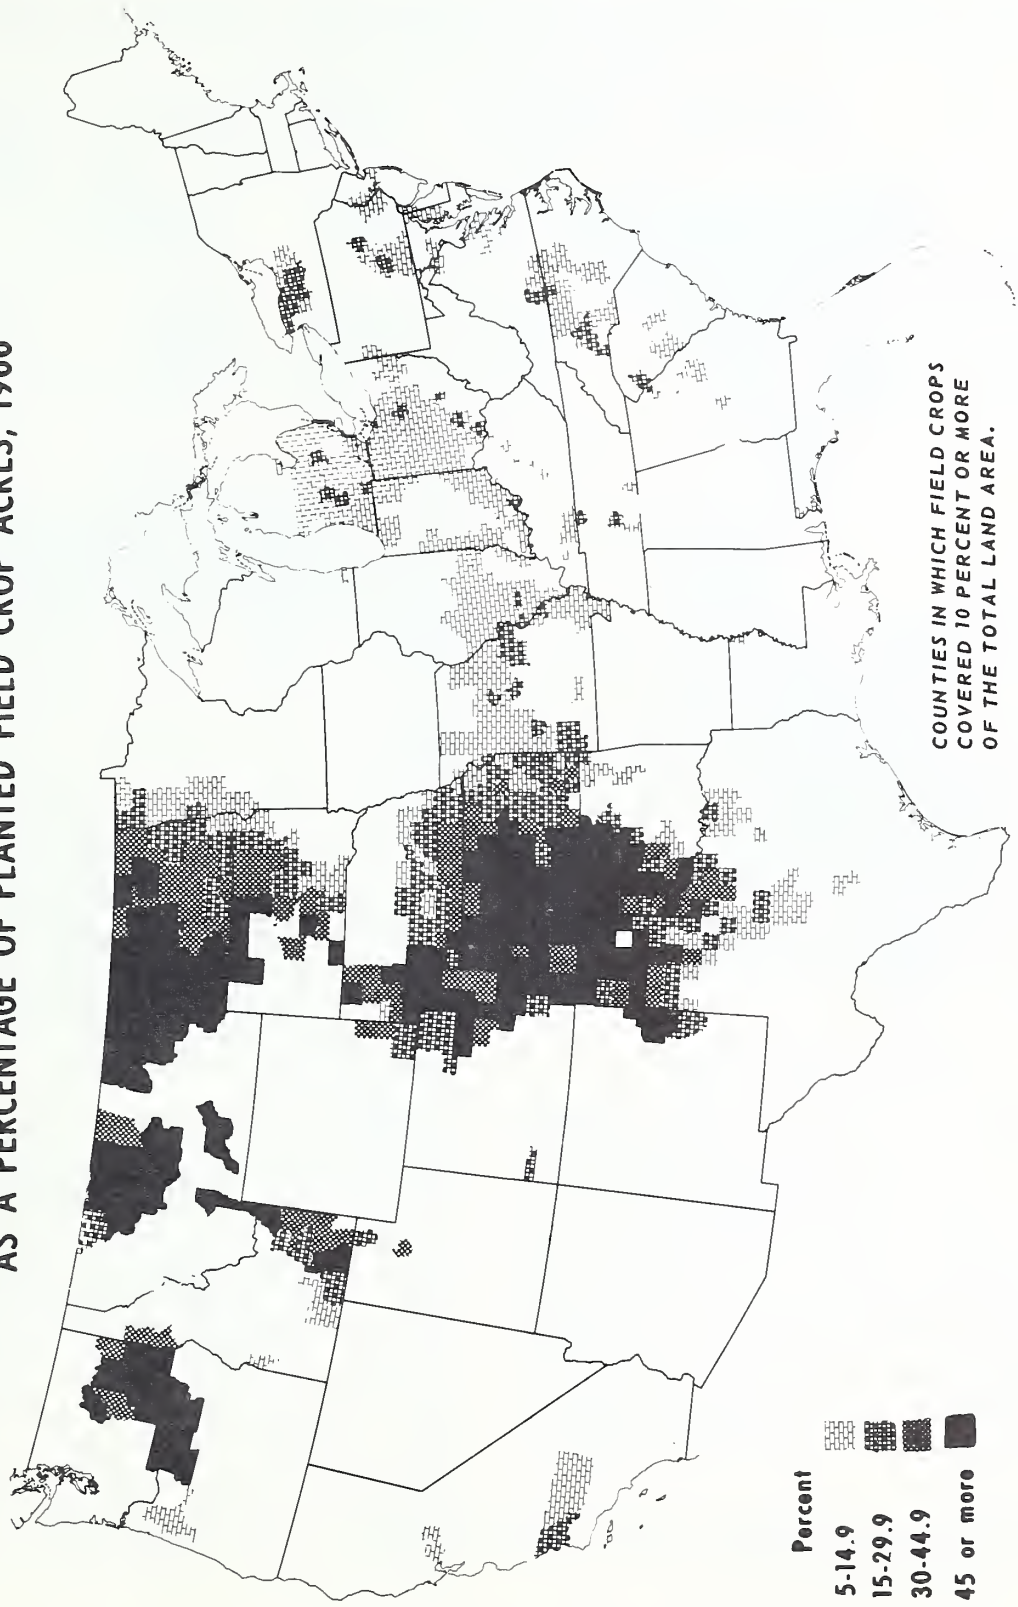 AS A PERCENTAGE OF PLANTED FIELD CROP ACRES, 1966
COUNTIES IN WHICH FIELD CROPS
COVERED 10 PERCENT OR MORE
OF THE TOTAL LAND AREA.
Percent
5-14.9
15-29.9
30-44.9
45 or more